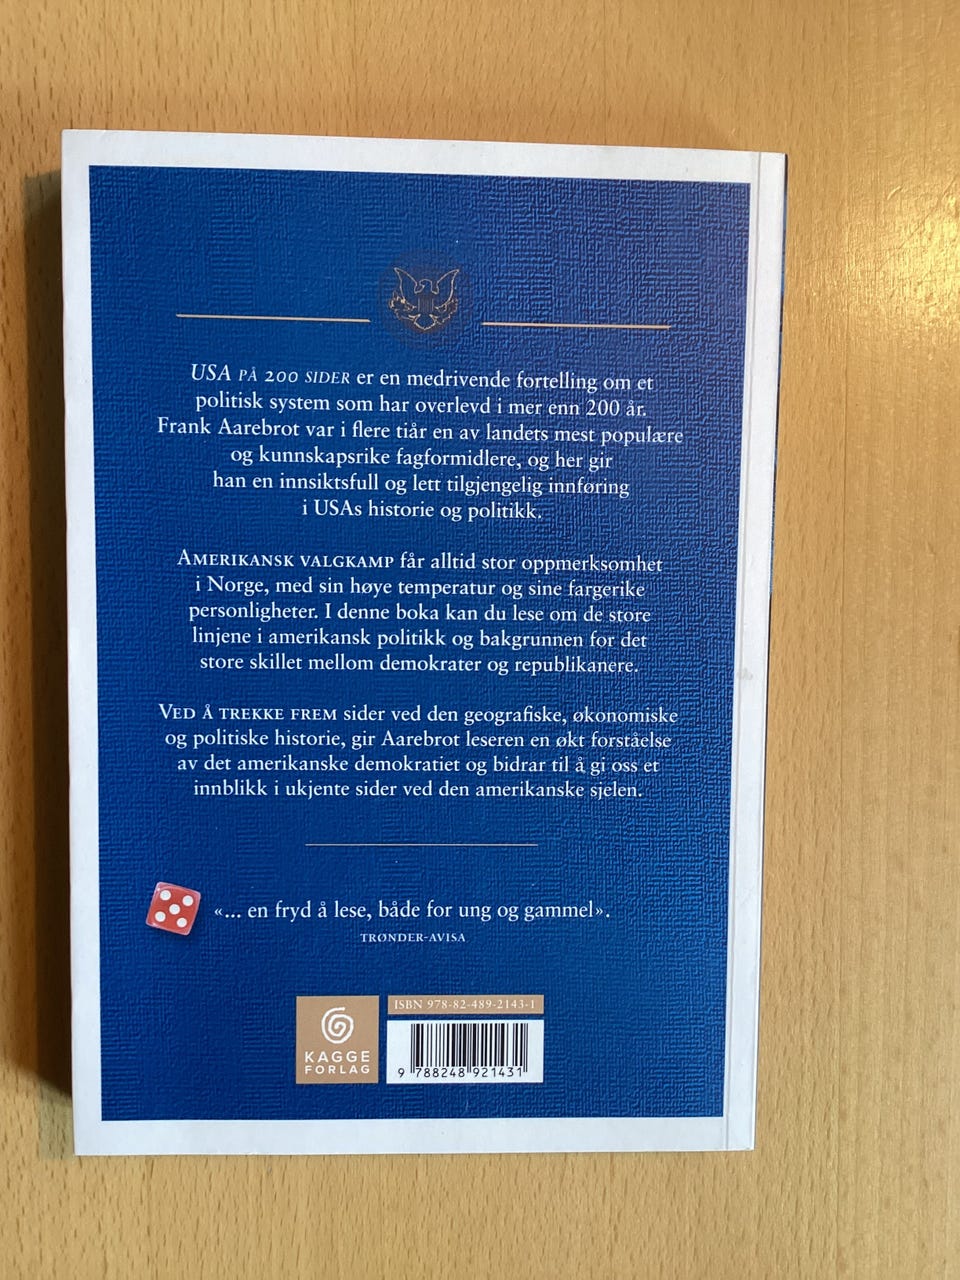 USA PÅ 200 SIDER er en medrivende fortelling om et
politisk system som har overlevd i mer enn 200 år.
Frank Aarebrot var i flere tiår en av landets mest populære
og kunnskapsrike fagformidlere, og her gir
han en innsiktsfull og lett tilgjengelig innføring
i USAs historie og politikk.
AMERIKANSK VALGKAMP får alltid stor oppmerksomhet
i Norge, med sin høye temperatur og sine fargerike
personligheter. I denne boka kan du lese om de store
linjene i amerikansk politikk og bakgrunnen for det
store skillet mellom demokrater og republikanere.
VED Å TREKKE FREM sider ved den geografiske, økonomiske
og politiske historie, gir Aarebrot leseren en økt forståelse
av det amerikanske demokratiet og bidrar til å gi oss et
innblikk i ukjente sider ved den amerikanske sjelen.
«... en fryd å lese, både for ung og gammel».
TRØNDER-AVISA
ISBN 978-82-489-2143-1
KAGGE
FORLAG
9 788248 921431